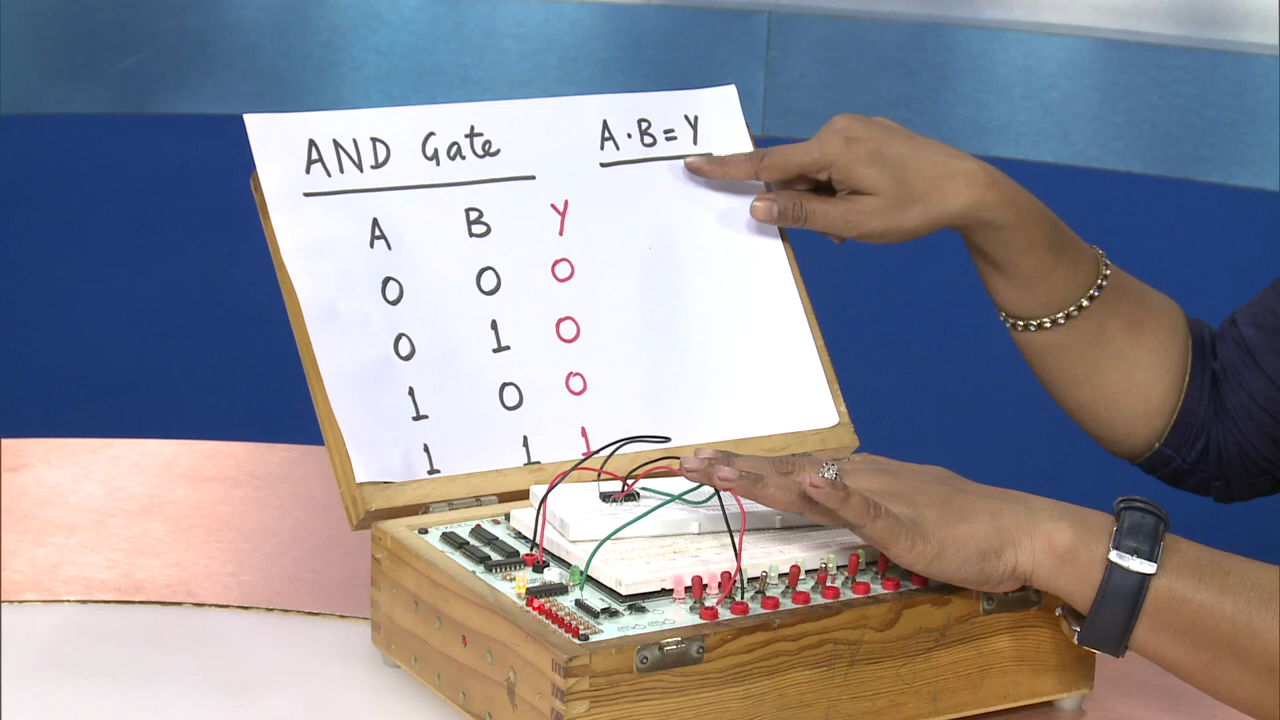 AND Gate A·B=Y
A B Y
0 0 0
0 1 0
1 0 0
1 1 1